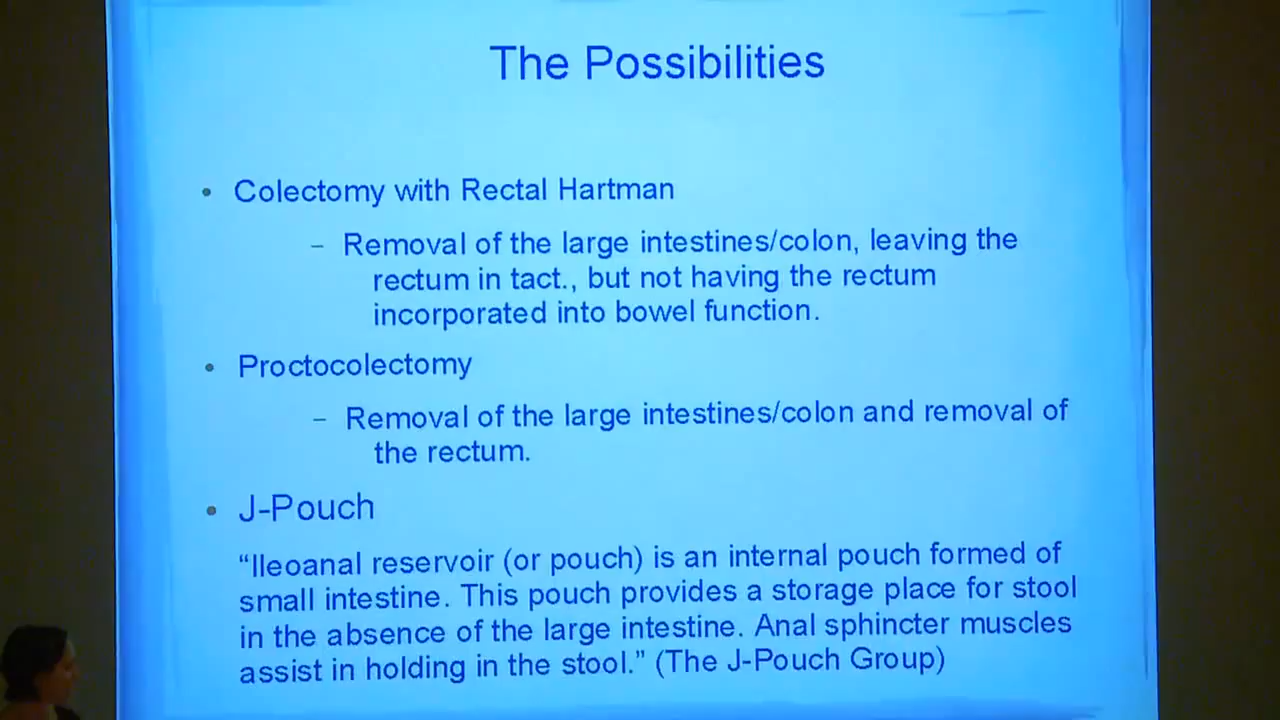 The Possibilities
• Colectomy with Rectal Hartman
– Removal of the large intestines/colon, leaving the
rectum in tact., but not having the rectum
incorporated into bowel function.
• Proctocolectomy
– Removal of the large intestines/colon and removal of
the rectum.
• J-Pouch
“Ileoanal reservoir (or pouch) is an internal pouch formed of
small intestine. This pouch provides a storage place for stool
in the absence of the large intestine. Anal sphincter muscles
assist in holding in the stool.” (The J-Pouch Group)